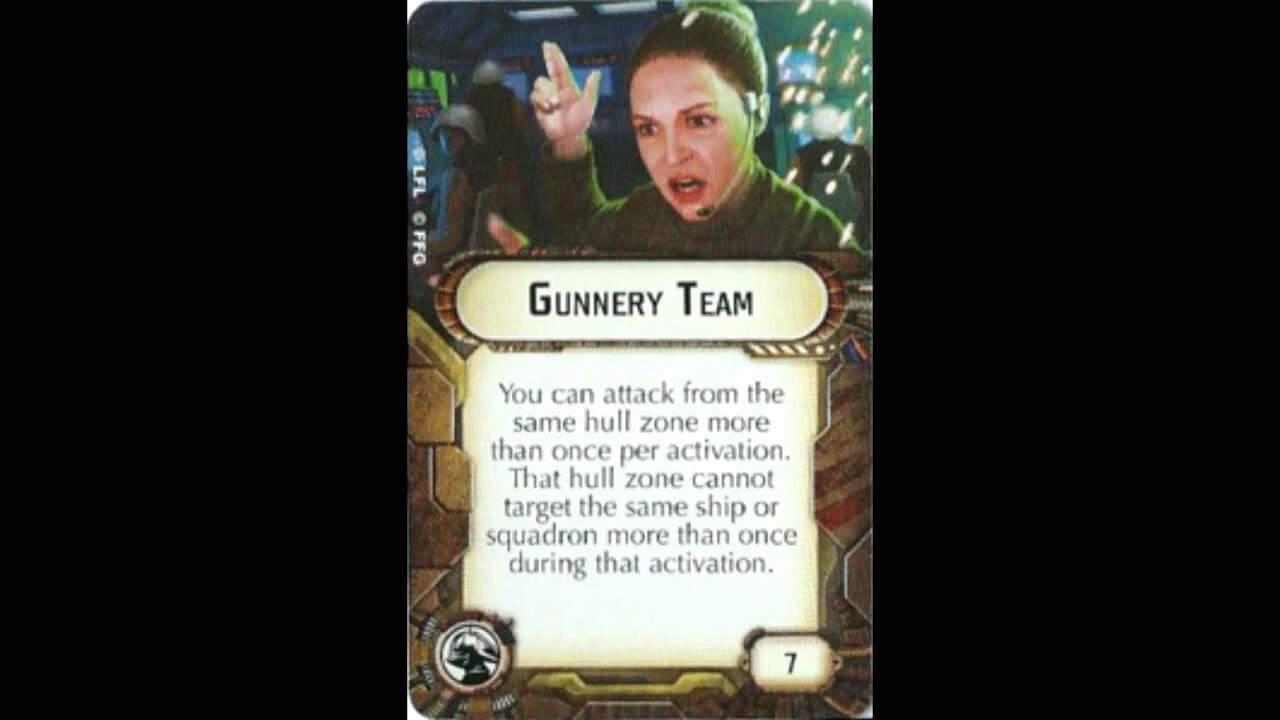 © LFL © FFG
Gunnery Team
You can attack from the
same hull zone more
than once per activation.
That hull zone cannot
target the same ship or
squadron more than once
during that activation.
7